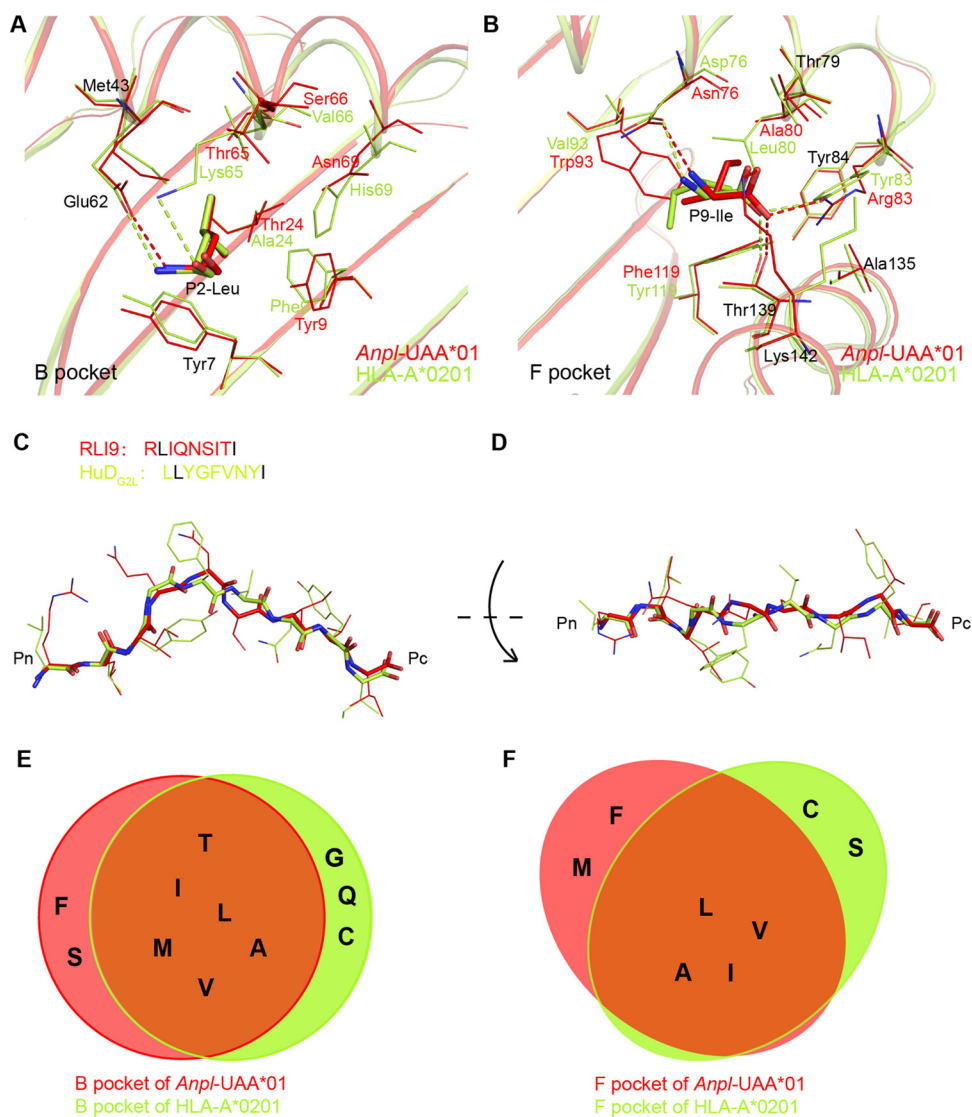 A
Met43
Ser66
Val66
Thr65
Lys65
Asn69
His69
Glu62
Thr24
Ala24
P2-Leu
Tyr9
Tyr7
B pocket
Anpl-UAA*01
HLA-A*0201
B
Asp76
Asn76
Thr79
Val93
Trp93
Ala80
Leu80
Tyr84
Tyr83
Arg83
P9-Ile
Phe119
Ala135
Thr139
Lys142
F pocket
Anpl-UAA*01
HLA-A*0201
C
RLI9: RLIQNSITI
HuDG2L: LLYGFVNYI
Pn
Pc
D
Pn
Pc
E
T
I
L
M
A
V
F
S
G
Q
C
B pocket of Anpl-UAA*01
B pocket of HLA-A*0201
F
F
M
C
S
L
V
A
I
F pocket of Anpl-UAA*01
F pocket of HLA-A*0201